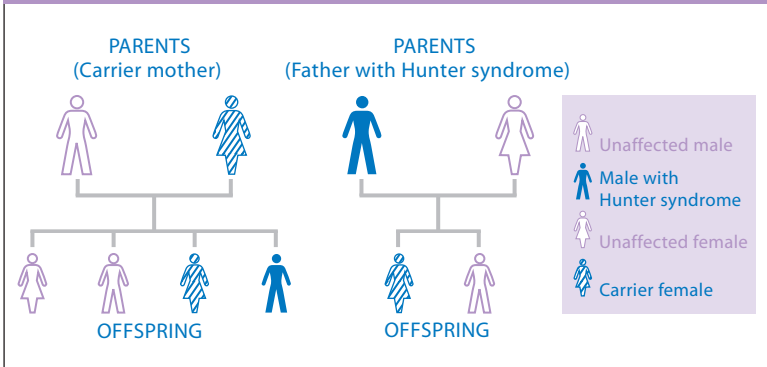 PARENTS
(Carrier mother)
PARENTS
(Father with Hunter syndrome)
Unaffected male
Male with
Hunter syndrome
Unaffected female
Carrier female
OFFSPRING
OFFSPRING